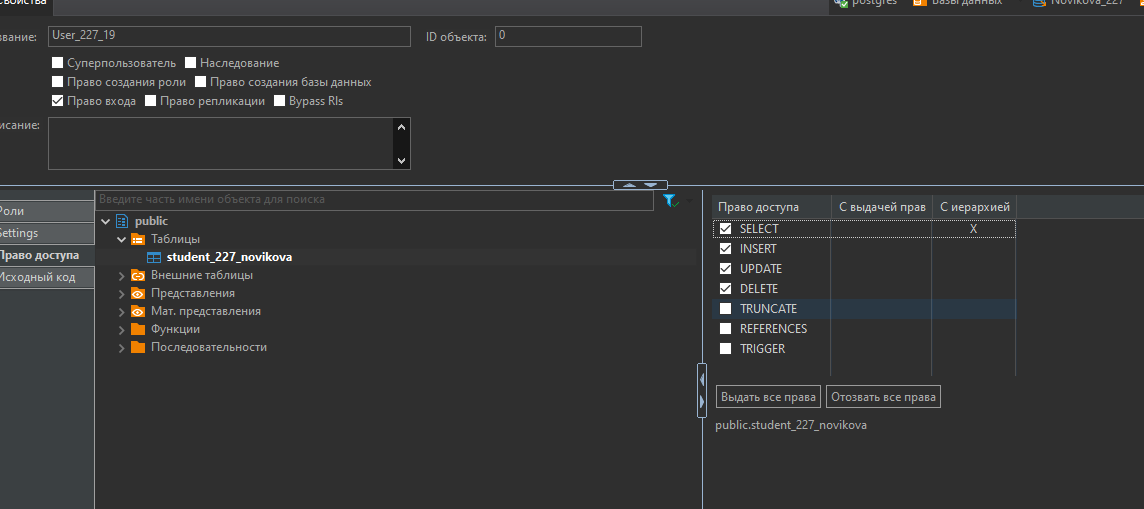 Свойства
postgres
Базы данных
Novikova_227
звание:
User_227_19
ID объекта:
0
Суперпользователь
Наследование
Право создания роли
Право создания базы данных
Право входа
Право репликации
Bypass Rls
исание:
Роли
Settings
Право доступа
Исходный код
Введите часть имени объекта для поиска
public
Таблицы
student_227_novikova
Внешние таблицы
Представления
Мат. представления
Функции
Последовательности
Право доступа С выдачей прав С иерархией
SELECT X
INSERT
UPDATE
DELETE
TRUNCATE
REFERENCES
TRIGGER
Выдать все права
Отозвать все права
public.student_227_novikova